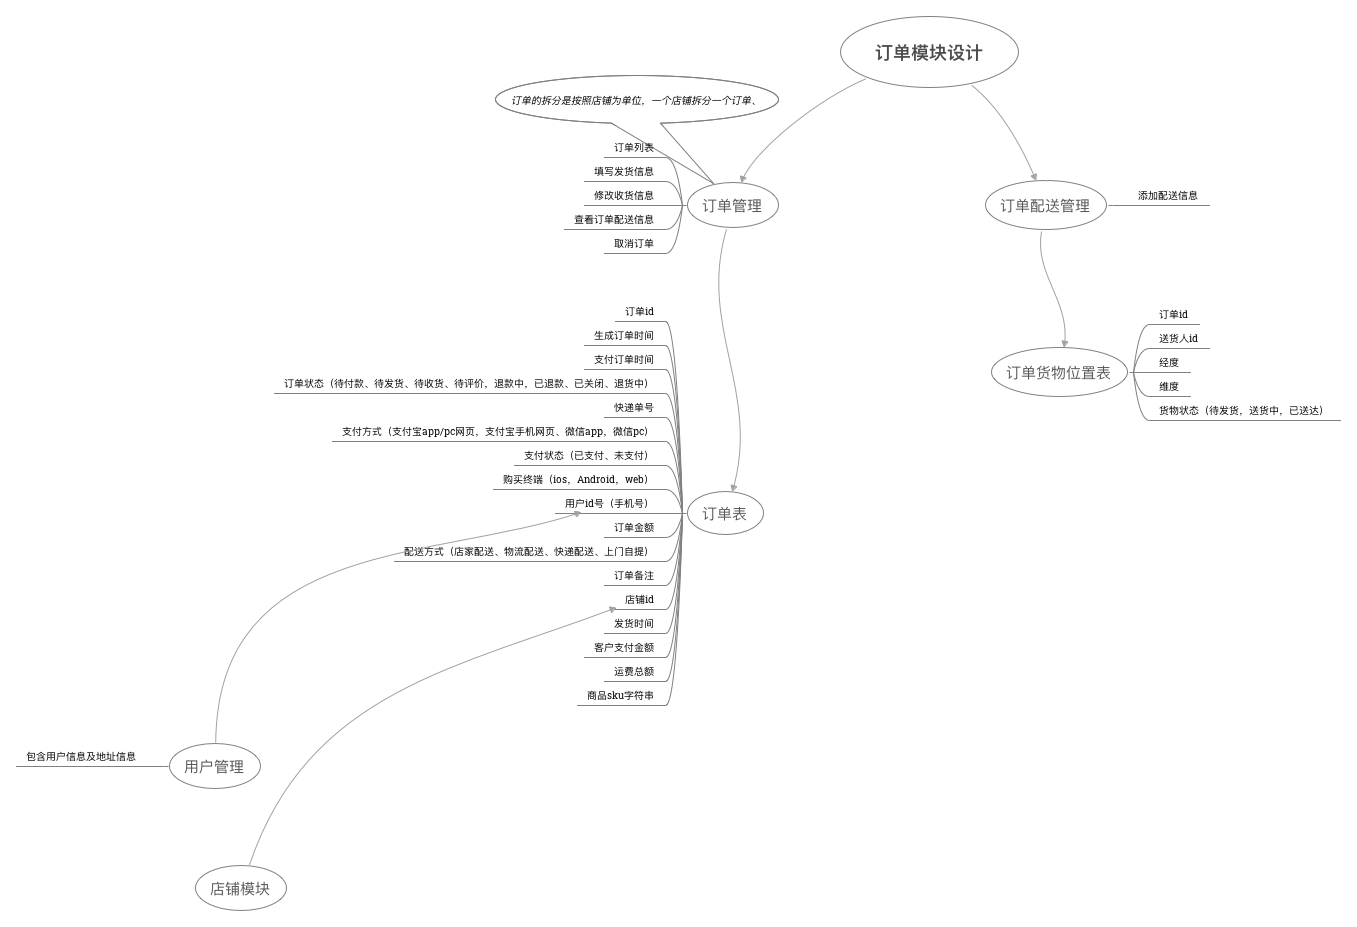 订单模块设计
订单的拆分是按照店铺为单位，一个店铺拆分一个订单、
订单列表
填写发货信息
修改收货信息
查看订单配送信息
取消订单
订单管理
订单配送管理
添加配送信息
订单id
生成订单时间
支付订单时间
订单状态（待付款、待发货、待收货、待评价，退款中，已退款、已关闭、退货中）
快递单号
支付方式（支付宝app/pc网页，支付宝手机网页、微信app，微信pc）
支付状态（已支付、未支付）
购买终端（ios，Android，web）
用户id号（手机号）
订单金额
配送方式（店家配送、物流配送、快递配送、上门自提）
订单备注
店铺id
发货时间
客户支付金额
运费总额
商品sku字符串
订单表
订单货物位置表
订单id
送货人id
经度
维度
货物状态（待发货，送货中，已送达）
包含用户信息及地址信息
用户管理
店铺模块